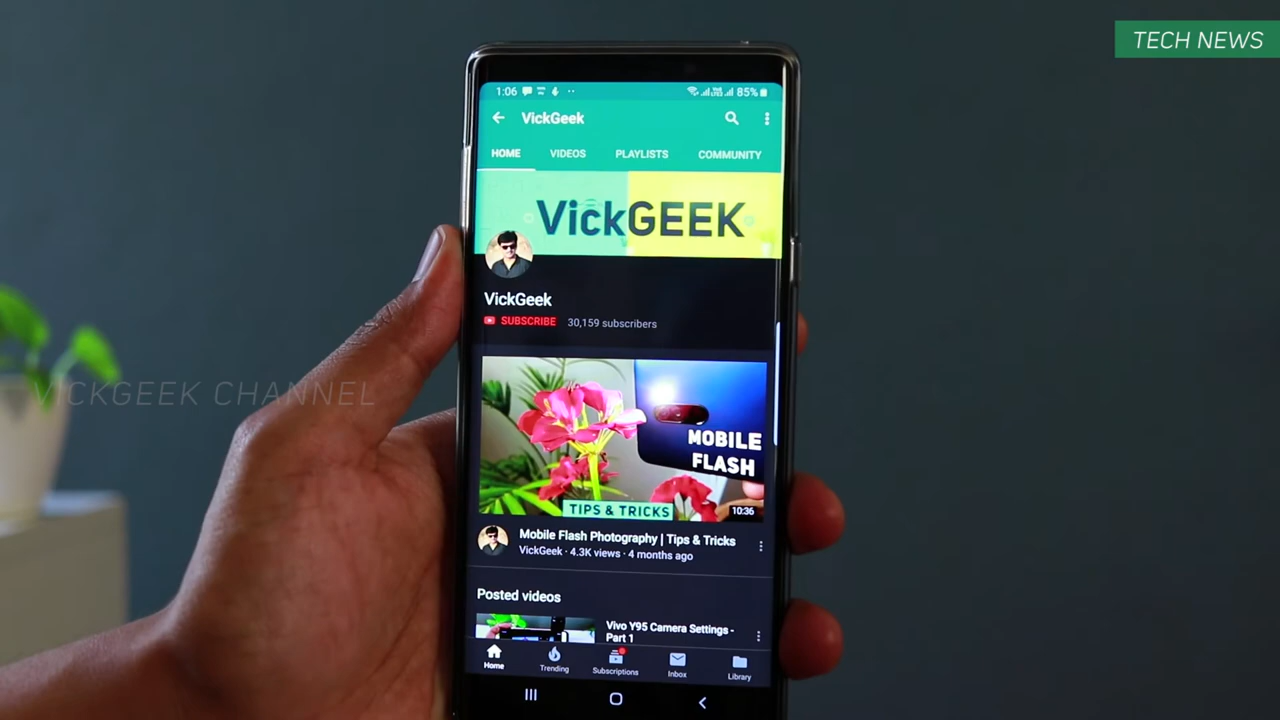 TECH NEWS
1:06 85%
VickGeek
HOME VIDEOS PLAYLISTS COMMUNITY
VickGEEK
VickGeek
SUBSCRIBE 30,159 subscribers
VICKGEEK CHANNEL
MOBILE
FLASH
TIPS & TRICKS
10:36
Mobile Flash Photography | Tips & Tricks
VickGeek · 4.3K views · 4 months ago
Posted videos
Vivo Y95 Camera Settings -
Part 1
Home Trending Subscriptions Inbox Library